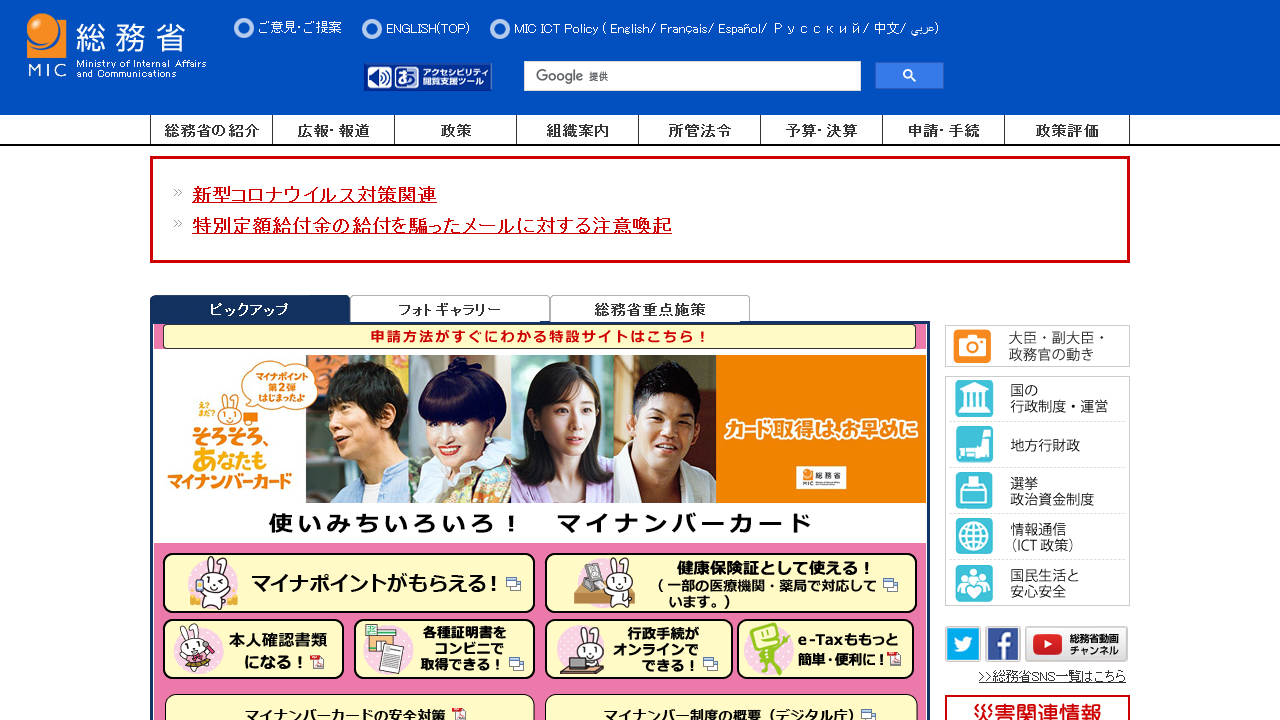 総務省
MIC
Ministry of Internal Affairs
and Communications
ご意見・ご提案
ENGLISH(TOP)
MIC ICT Policy ( English/ Français/ Español/ Русский/ 中文/ عربي)
あ アクセシビリティ
閲覧支援ツール
Google 提供
総務省の紹介
広報・報道
政策
組織案内
所管法令
予算・決算
申請・手続
政策評価
新型コロナウイルス対策関連
特別定額給付金の給付を騙ったメールに対する注意喚起
ピックアップ
フォトギャラリー
総務省重点施策
申請方法がすぐにわかる特設サイトはこちら！
マイナポイント
第2弾
はじまったよ
え？
まだ？
そろそろ、
あなたも
マイナンバーカード
カード取得は、お早めに
総務省
MIC
使いみちいろいろ！　マイナンバーカード
マイナポイントがもらえる！
健康保険証として使える！
（一部の医療機関・薬局で対応して
います。）
本人確認書類
になる！
各種証明書を
コンビニで
取得できる！
行政手続が
オンラインで
できる！
e-Taxももっと
簡単・便利に！
マイナンバーカードの安全対策
マイナンバー制度の概要（デジタル庁）
大臣・副大臣・
政務官の動き
国の
行政制度・運営
地方行財政
選挙
政治資金制度
情報通信
（ICT政策）
国民生活と
安心安全
総務省動画
チャンネル
>>総務省SNS一覧はこちら
災害関連情報